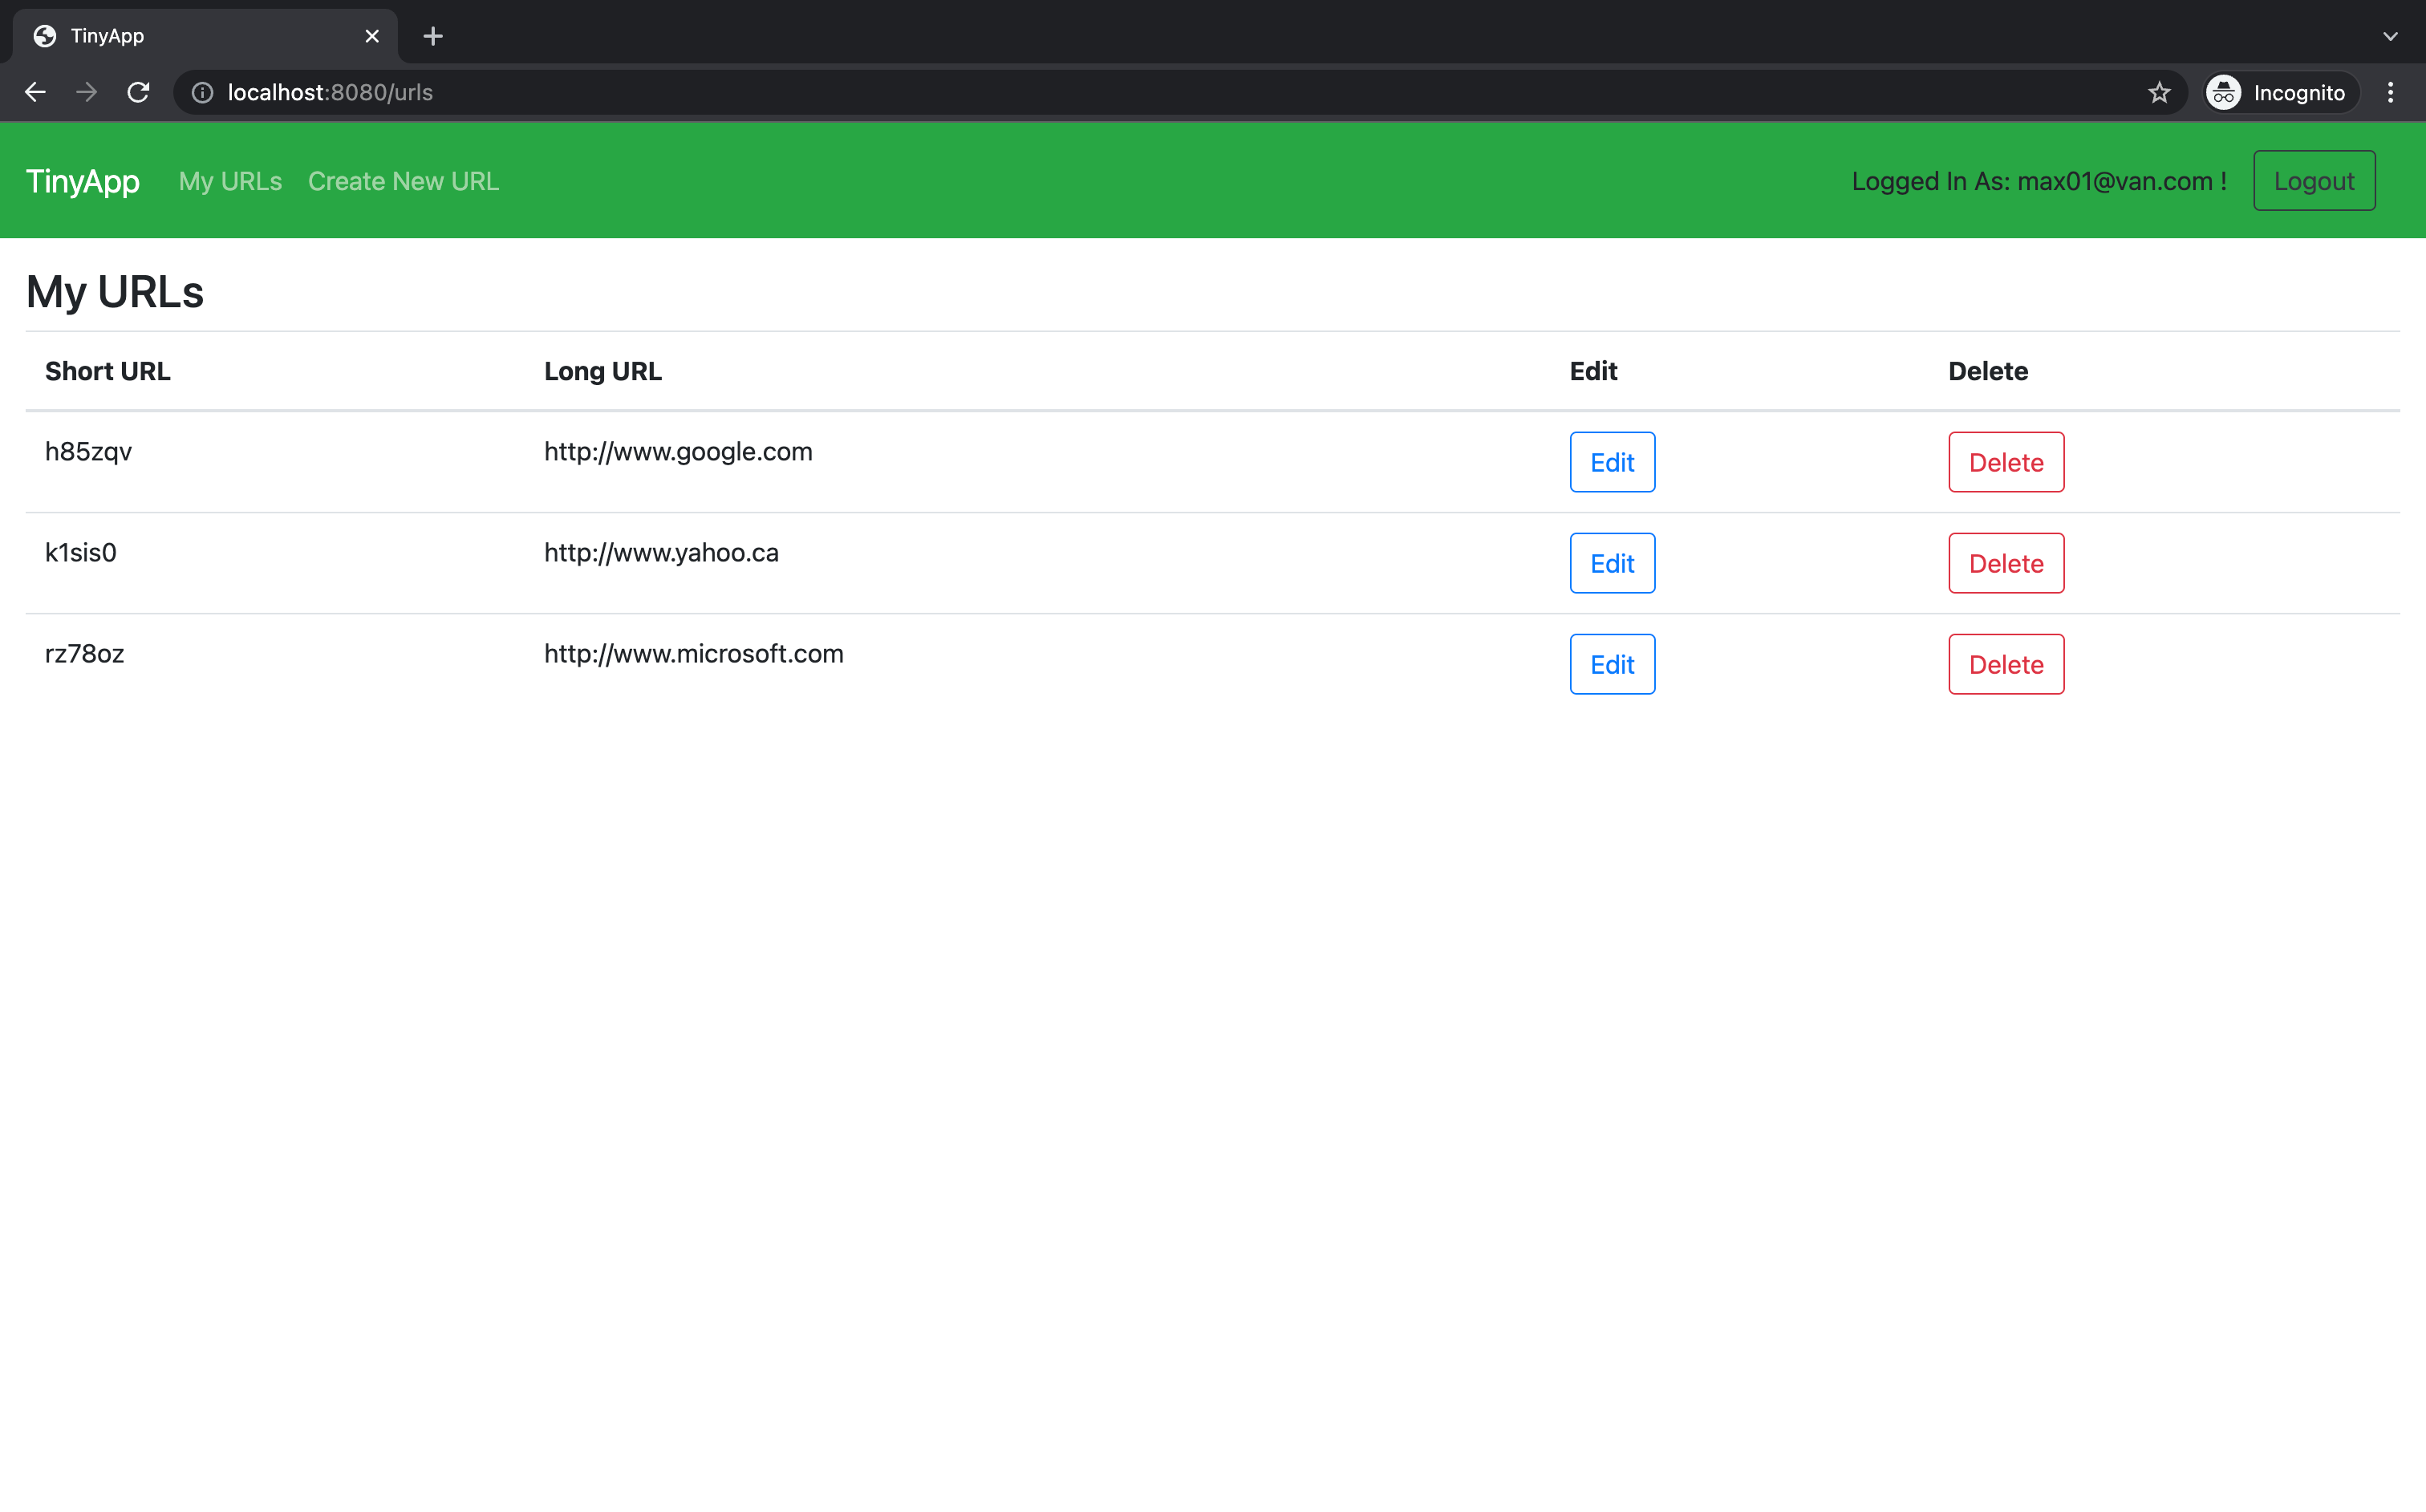 TinyApp
localhost:8080/urls
Incognito
TinyApp My URLs Create New URL Logged In As: max01@van.com ! Logout
My URLs
Short URL Long URL Edit Delete
h85zqv http://www.google.com Edit Delete
k1sis0 http://www.yahoo.ca Edit Delete
rz78oz http://www.microsoft.com Edit Delete